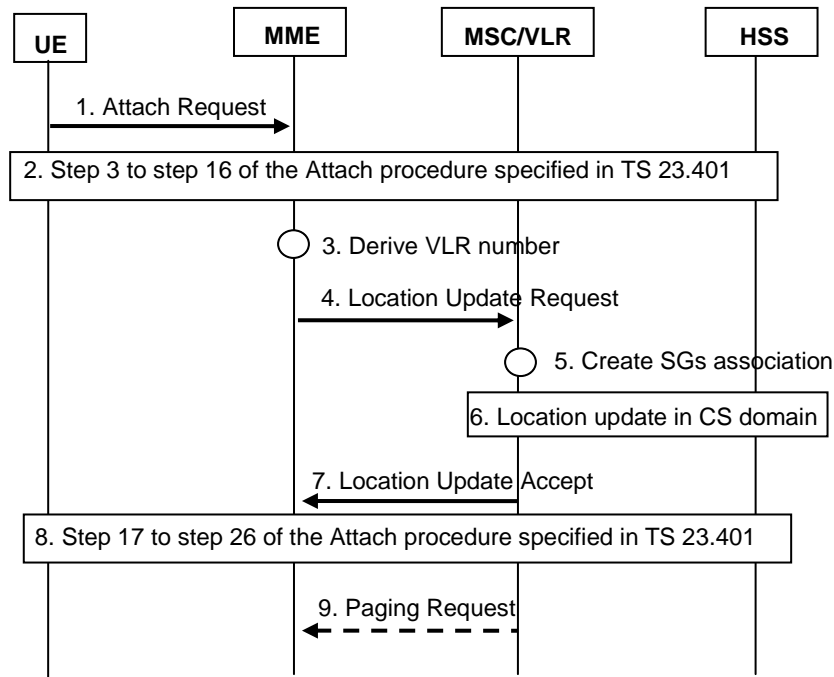 UE
MME
MSC/VLR
HSS
1. Attach Request
2. Step 3 to step 16 of the Attach procedure specified in TS 23.401
3. Derive VLR number
4. Location Update Request
5. Create SGs association
6. Location update in CS domain
7. Location Update Accept
8. Step 17 to step 26 of the Attach procedure specified in TS 23.401
9. Paging Request